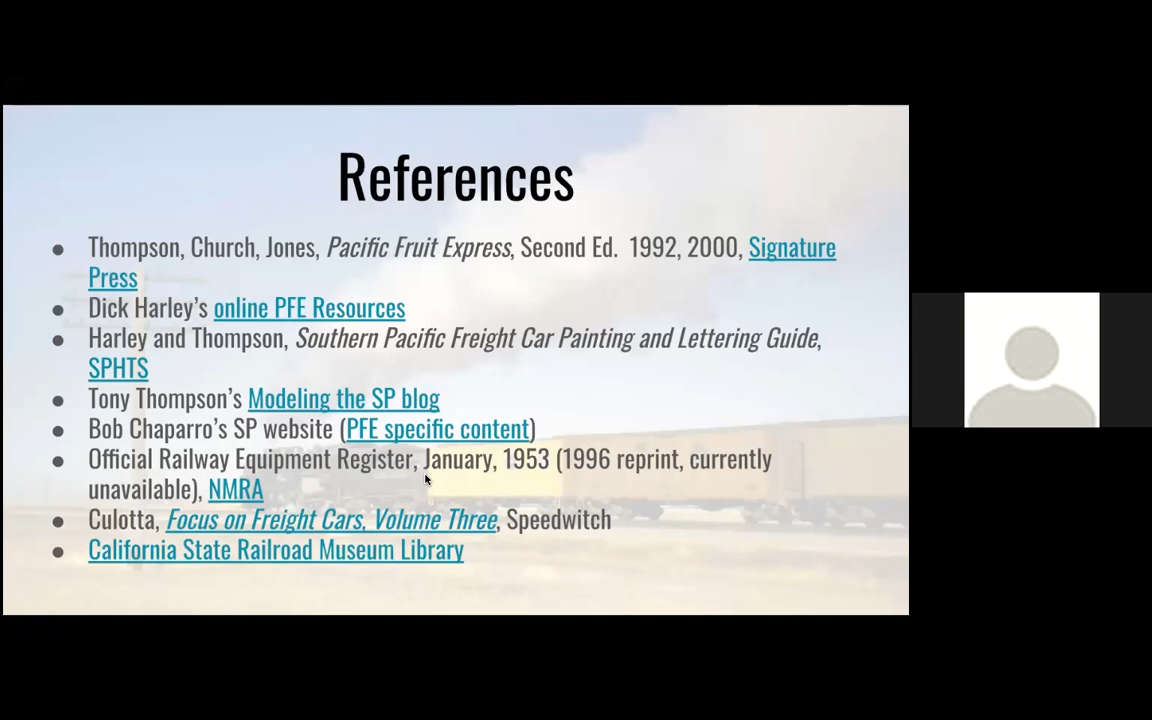 References
● Thompson, Church, Jones, Pacific Fruit Express, Second Ed.  1992, 2000, Signature
Press
● Dick Harley’s online PFE Resources
● Harley and Thompson, Southern Pacific Freight Car Painting and Lettering Guide,
SPHTS
● Tony Thompson’s Modeling the SP blog
● Bob Chaparro’s SP website (PFE specific content)
● Official Railway Equipment Register, January, 1953 (1996 reprint, currently
unavailable), NMRA
● Culotta, Focus on Freight Cars, Volume Three, Speedwitch
● California State Railroad Museum Library